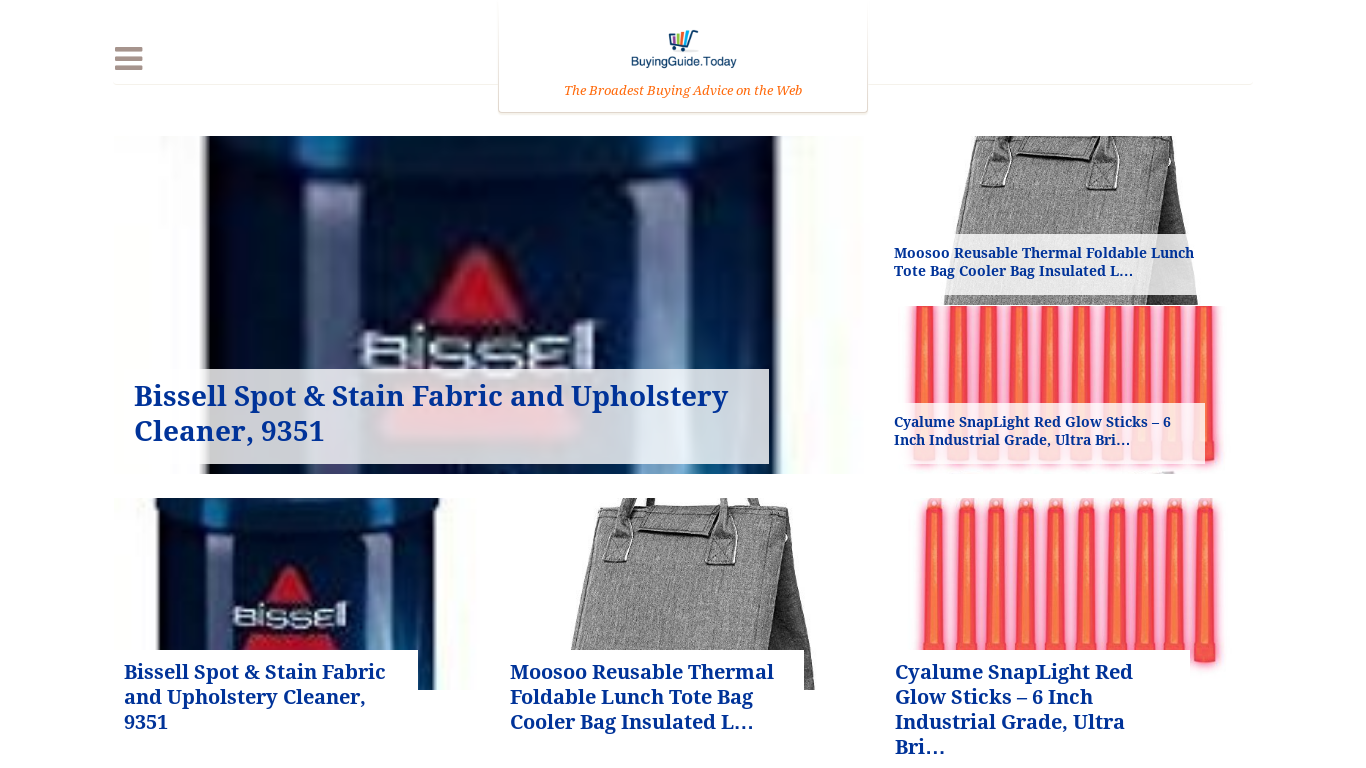 BuyingGuide.Today
The Broadest Buying Advice on the Web
Bissell
Bissell Spot & Stain Fabric and Upholstery
Cleaner, 9351
Moosoo Reusable Thermal Foldable Lunch
Tote Bag Cooler Bag Insulated L…
Cyalume SnapLight Red Glow Sticks – 6
Inch Industrial Grade, Ultra Bri…
Bissell
Bissell Spot & Stain Fabric
and Upholstery Cleaner,
9351
Moosoo Reusable Thermal
Foldable Lunch Tote Bag
Cooler Bag Insulated L…
Cyalume SnapLight Red
Glow Sticks – 6 Inch
Industrial Grade, Ultra
Bri…